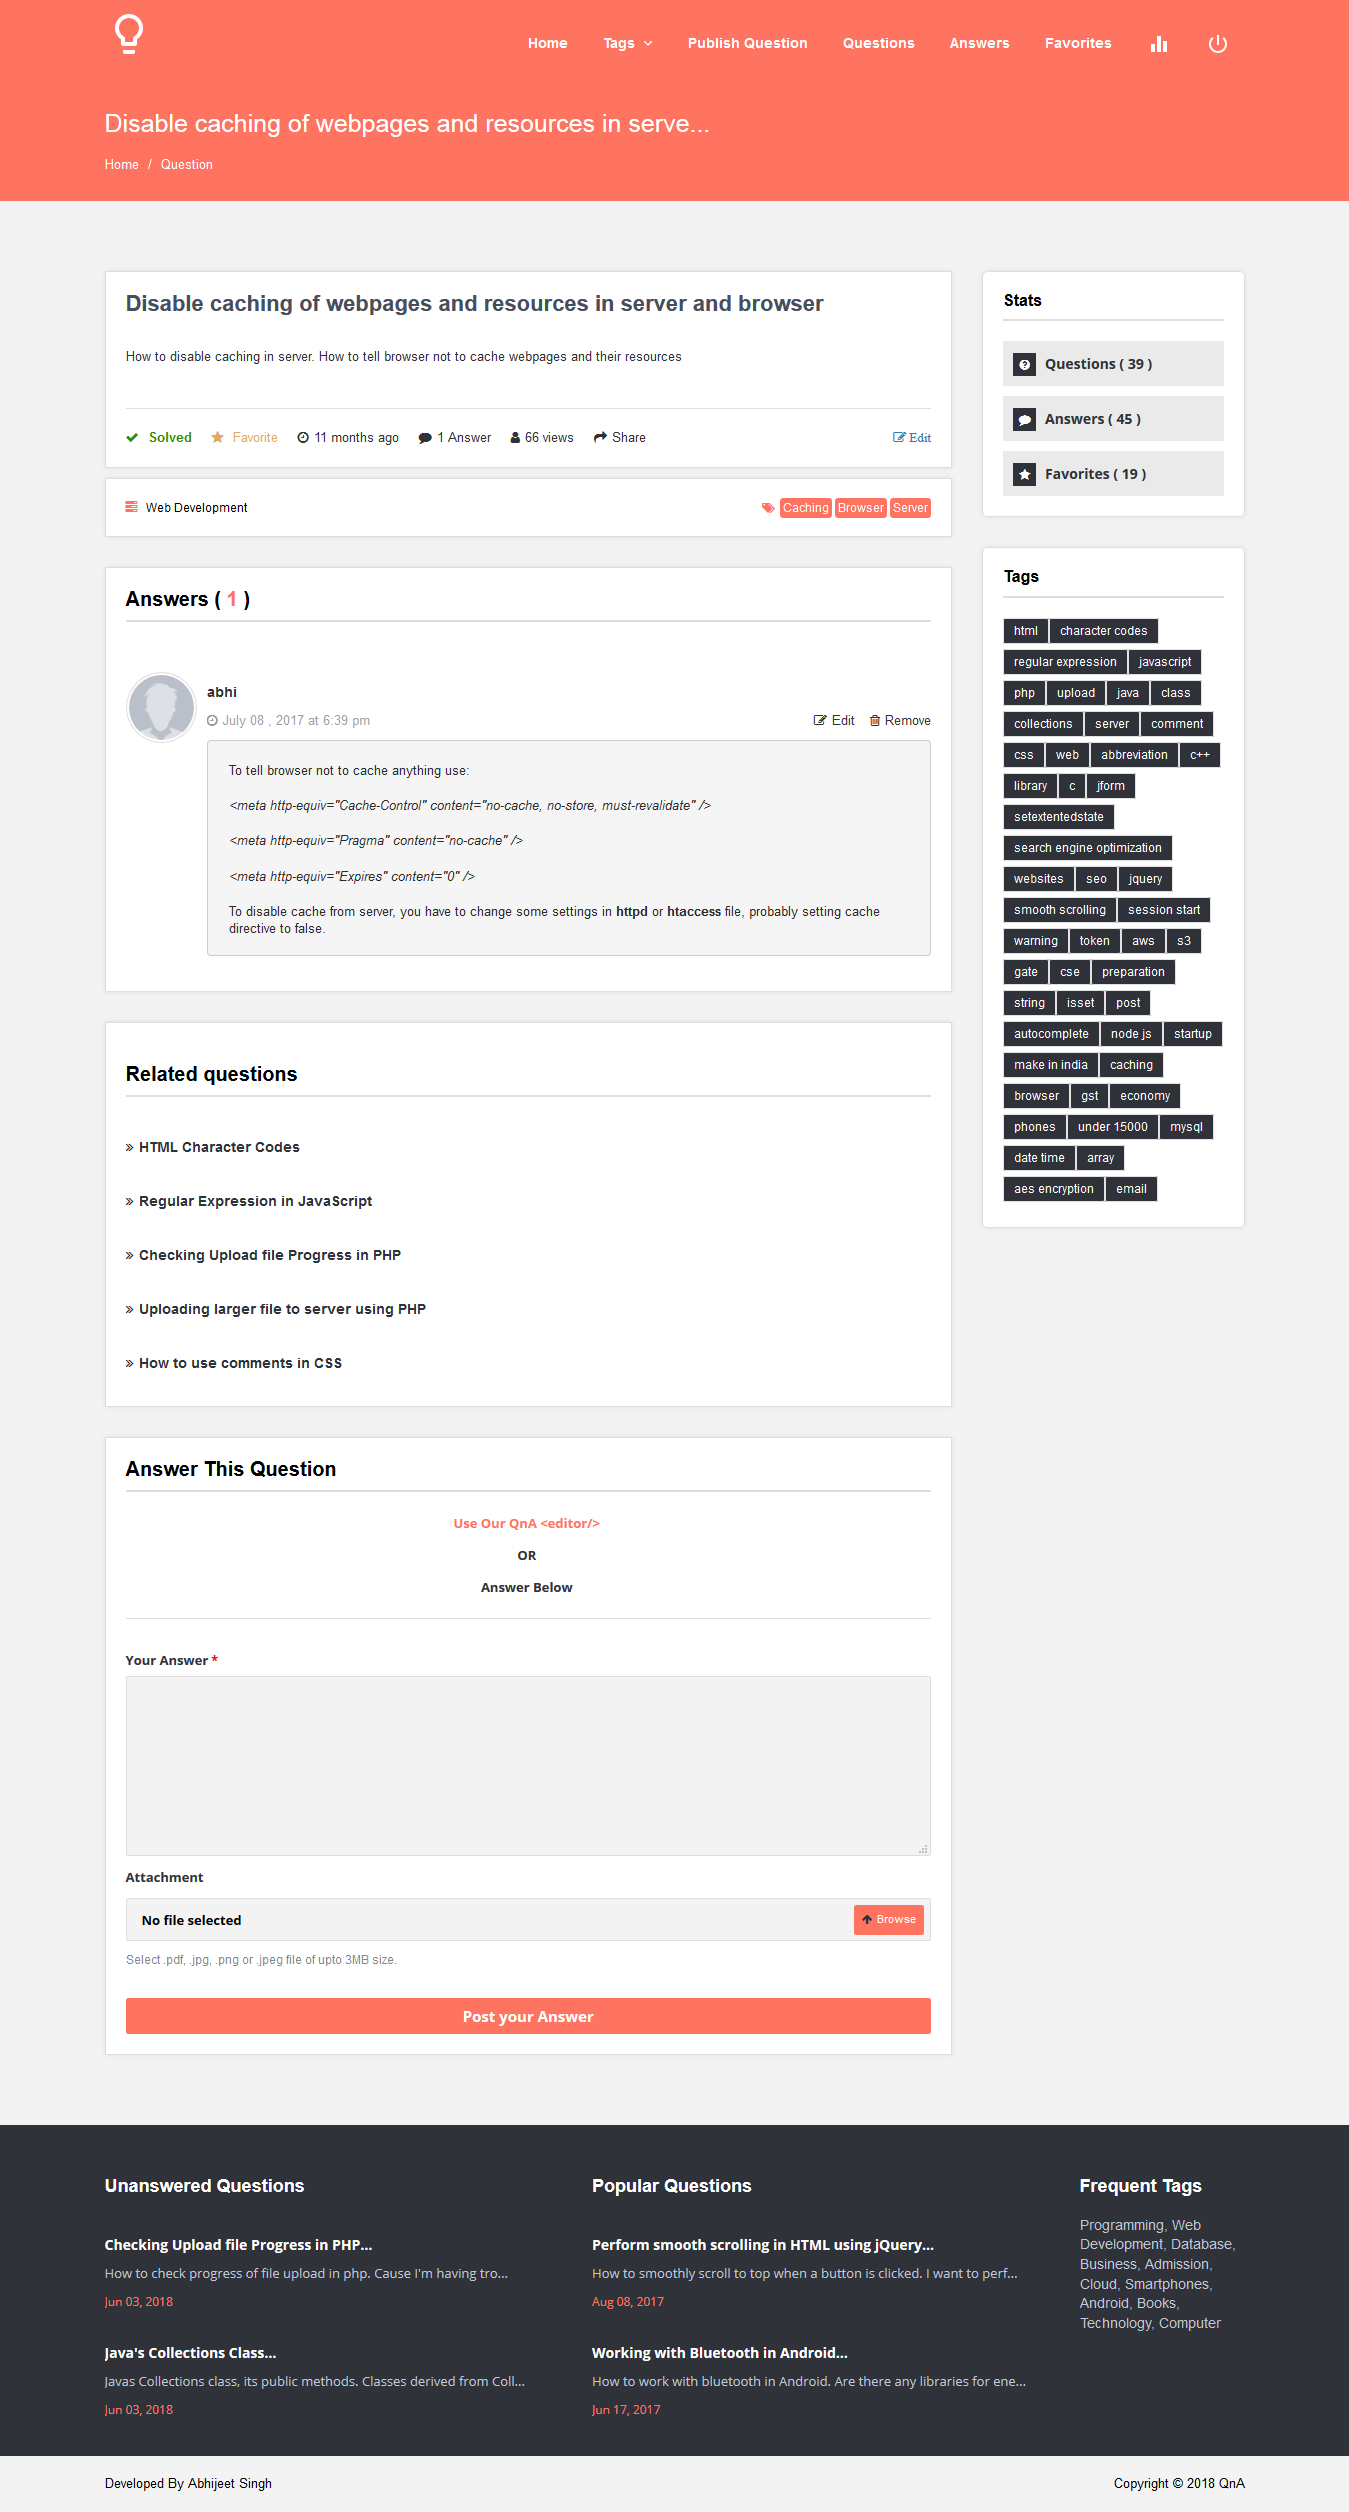 Home Tags Publish Question Questions Answers Favorites
Disable caching of webpages and resources in serve...
Home / Question
Disable caching of webpages and resources in server and browser
How to disable caching in server. How to tell browser not to cache webpages and their resources
Solved Favorite 11 months ago 1 Answer 66 views Share Edit
Web Development Caching Browser Server
Answers ( 1 )
abhi
July 08 , 2017 at 6:39 pm Edit Remove
To tell browser not to cache anything use:
<meta http-equiv="Cache-Control" content="no-cache, no-store, must-revalidate" />
<meta http-equiv="Pragma" content="no-cache" />
<meta http-equiv="Expires" content="0" />
To disable cache from server, you have to change some settings in httpd or htaccess file, probably setting cache
directive to false.
Related questions
» HTML Character Codes
» Regular Expression in JavaScript
» Checking Upload file Progress in PHP
» Uploading larger file to server using PHP
» How to use comments in CSS
Answer This Question
Use Our QnA <editor/>
OR
Answer Below
Your Answer *
Attachment
No file selected Browse
Select .pdf, .jpg, .png or .jpeg file of upto 3MB size.
Post your Answer
Stats
Questions ( 39 )
Answers ( 45 )
Favorites ( 19 )
Tags
html character codes
regular expression javascript
php upload java class
collections server comment
css web abbreviation c++
library c jform
setextentedstate
search engine optimization
websites seo jquery
smooth scrolling session start
warning token aws s3
gate cse preparation
string isset post
autocomplete node js startup
make in india caching
browser gst economy
phones under 15000 mysql
date time array
aes encryption email
Unanswered Questions
Checking Upload file Progress in PHP...
How to check progress of file upload in php. Cause I'm having tro...
Jun 03, 2018
Java's Collections Class...
Javas Collections class, its public methods. Classes derived from Coll...
Jun 03, 2018
Popular Questions
Perform smooth scrolling in HTML using jQuery...
How to smoothly scroll to top when a button is clicked. I want to perf...
Aug 08, 2017
Working with Bluetooth in Android...
How to work with bluetooth in Android. Are there any libraries for ene...
Jun 17, 2017
Frequent Tags
Programming, Web
Development, Database,
Business, Admission,
Cloud, Smartphones,
Android, Books,
Technology, Computer
Developed By Abhijeet Singh Copyright © 2018 QnA